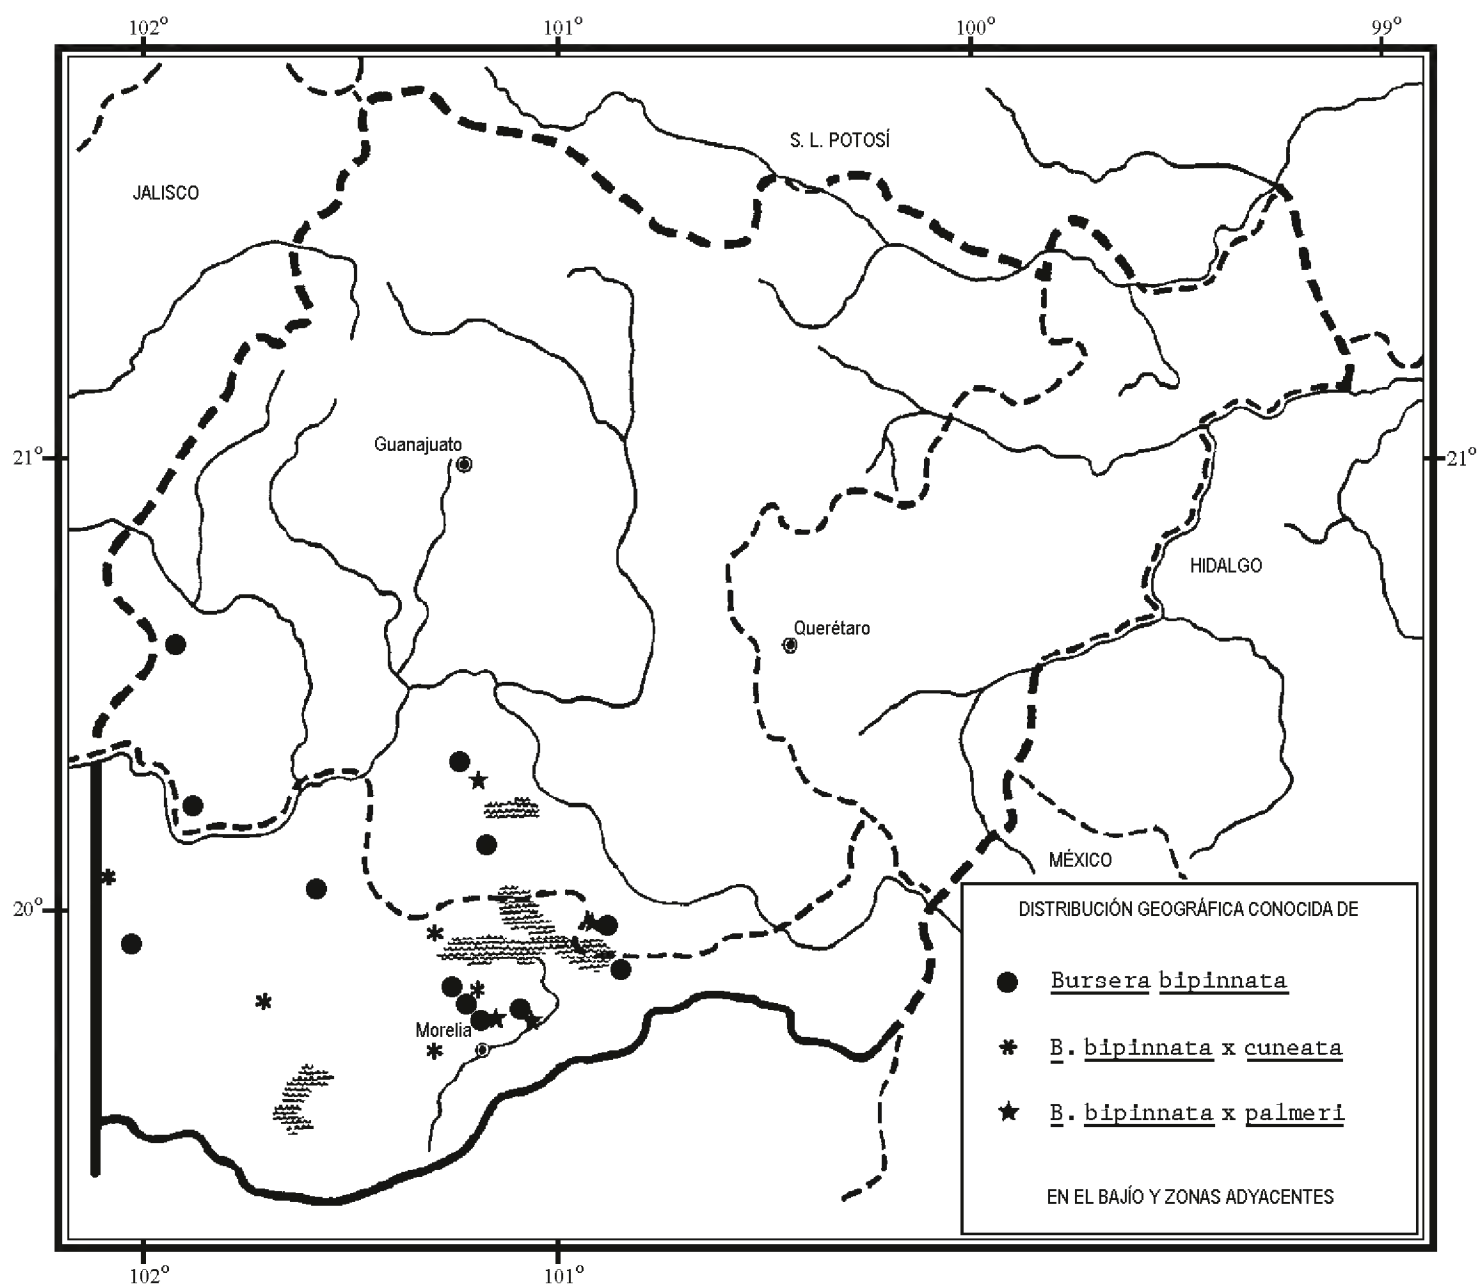 102°
101°
100°
99°
S. L. POTOSÍ
JALISCO
Guanajuato
21°
21°
HIDALGO
Querétaro
MÉXICO
20°
DISTRIBUCIÓN GEOGRÁFICA CONOCIDA DE
Bursera bipinnata
B. bipinnata x cuneata
B. bipinnata x palmeri
EN EL BAJÍO Y ZONAS ADYACENTES
Morelia
102°
101°